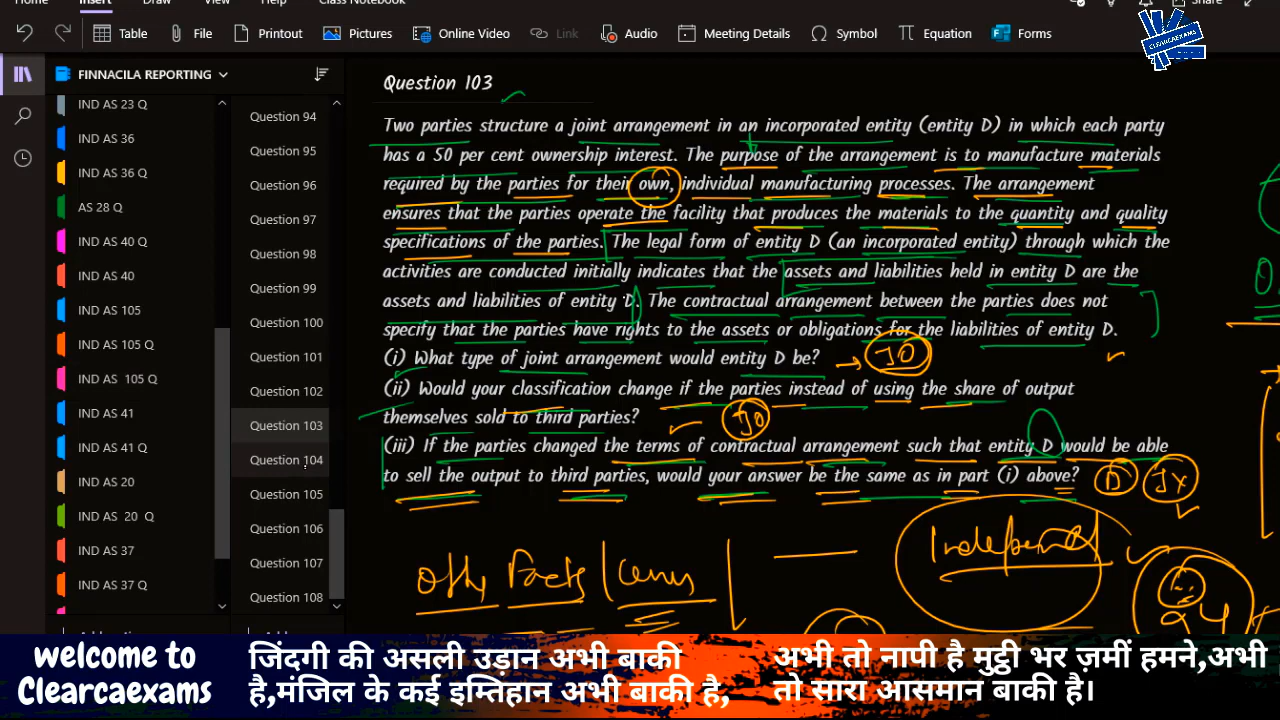 Home Insert Draw View Help Class Notebook Share
Table File Printout Pictures Online Video Link Audio Meeting Details Symbol Equation Forms
CLEARCAEXAMS
FINNACILA REPORTING
IND AS 23 Q
IND AS 36
IND AS 36 Q
AS 28 Q
IND AS 40 Q
IND AS 40
IND AS 105
IND AS 105 Q
IND AS 105 Q
IND AS 41
IND AS 41 Q
IND AS 20
IND AS 20 Q
IND AS 37
IND AS 37 Q
Question 94
Question 95
Question 96
Question 97
Question 98
Question 99
Question 100
Question 101
Question 102
Question 103
Question 104
Question 105
Question 106
Question 107
Question 108
Question 103
Two parties structure a joint arrangement in an incorporated entity (entity D) in which each party
has a 50 per cent ownership interest. The purpose of the arrangement is to manufacture materials
required by the parties for their own, individual manufacturing processes. The arrangement
ensures that the parties operate the facility that produces the materials to the quantity and quality
specifications of the parties. The legal form of entity D (an incorporated entity) through which the
activities are conducted initially indicates that the assets and liabilities held in entity D are the
assets and liabilities of entity D. The contractual arrangement between the parties does not
specify that the parties have rights to the assets or obligations for the liabilities of entity D.
(i) What type of joint arrangement would entity D be? JO
(ii) Would your classification change if the parties instead of using the share of output
themselves sold to third parties? JO
(iii) If the parties changed the terms of contractual arrangement such that entity D would be able
to sell the output to third parties, would your answer be the same as in part (i) above? D
Facts
welcome to
Clearcaexams
जिंदगी की असली उड़ान अभी बाकी
है,मंजिल के कई इम्तिहान अभी बाकी है,
अभी तो नापी है मुट्ठी भर ज़मीं हमने,अभी
तो सारा आसमान बाकी है।